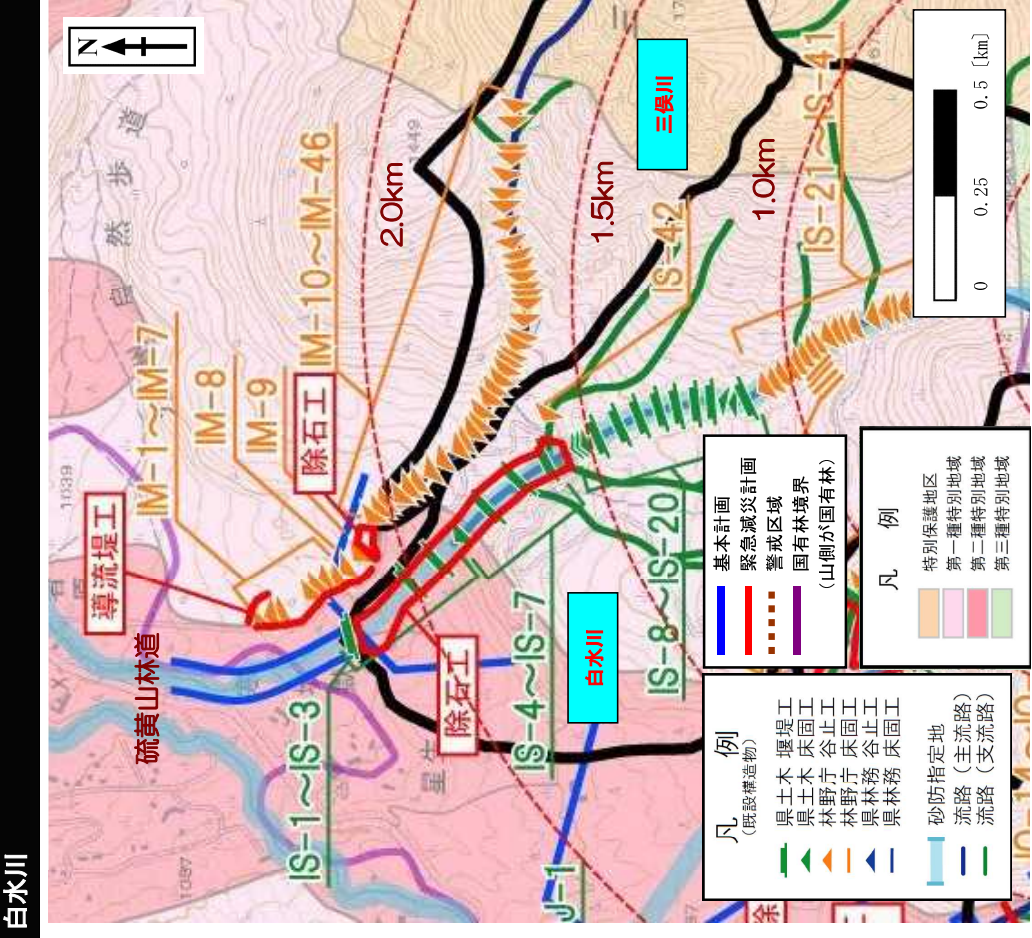 白水川
N
自然歩道
三俣川
IS-21~IS-41
0
0.25
0.5 [km]
2.0km
1.5km
1.0km
1449
IS-42
IM-10~IM-46
IM-9
IM-8
IM-1~IM-7
除石工
1039
導流堤工
硫黄山林道
除石工
IS-1~IS-3
IS-4~IS-7
IS-8~IS-20
白水川
1087
J-1
基本計画
緊急減災計画
警戒区域
国有林境界
(山側が国有林)
凡 例
特別保護地区
第一種特別地域
第二種特別地域
第三種特別地域
凡 例
(既設構造物)
県土木 堰堤工
県土木 床固工
林野庁 谷止工
林野庁 床固工
県林務 谷止工
県林務 床固工
砂防指定地
流路(主流路)
流路(支流路)